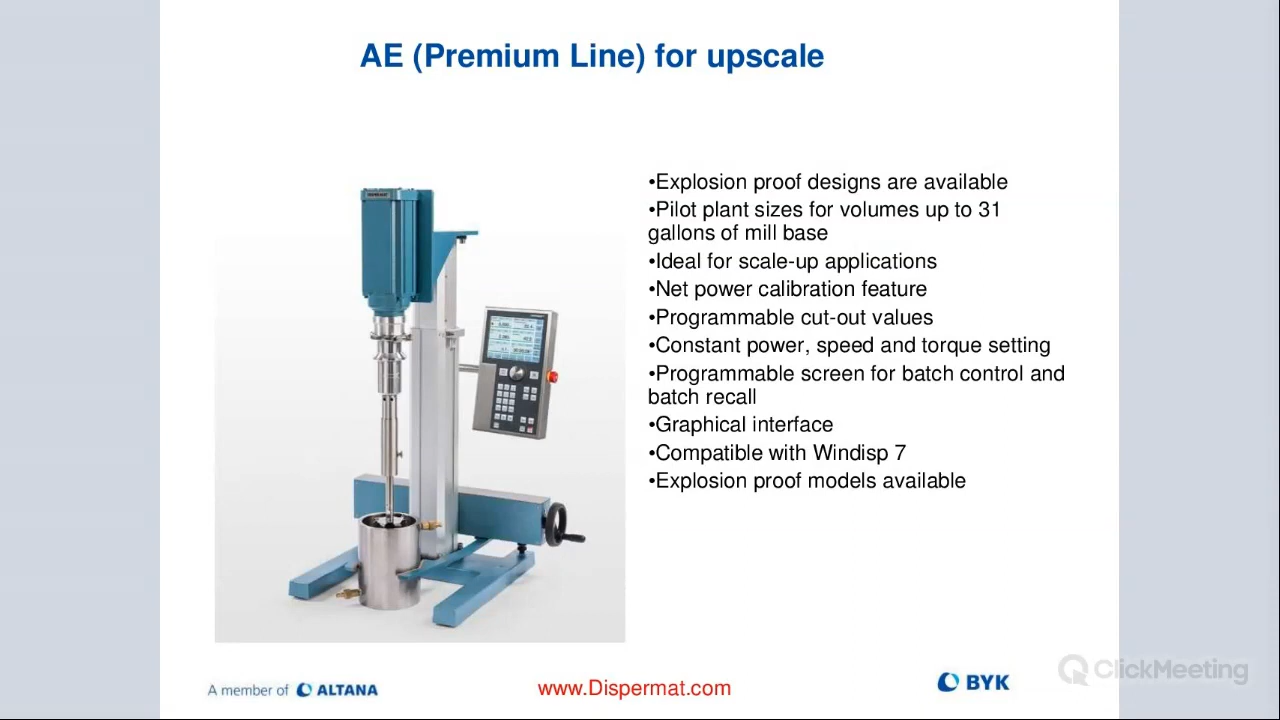 AE (Premium Line) for upscale
•Explosion proof designs are available
•Pilot plant sizes for volumes up to 31
gallons of mill base
•Ideal for scale-up applications
•Net power calibration feature
•Programmable cut-out values
•Constant power, speed and torque setting
•Programmable screen for batch control and
batch recall
•Graphical interface
•Compatible with Windisp 7
•Explosion proof models available
A member of ALTANA
www.Dispermat.com
BYK
ClickMeeting